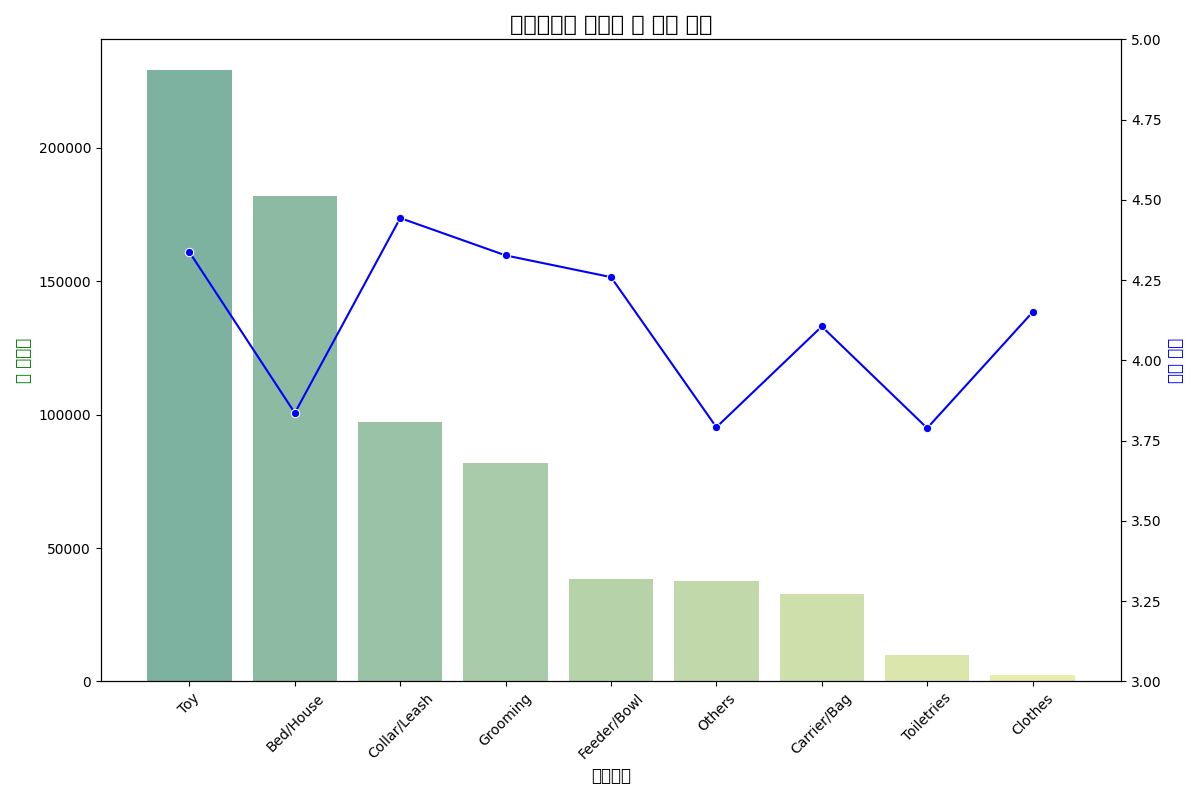 5.00
4.75
4.50
4.25
4.00
3.75
3.50
3.25
3.00
200000
150000
100000
50000
0
Toy
Bed/House
Collar/Leash
Grooming
Feeder/Bowl
Others
Carrier/Bag
Toiletries
Clothes